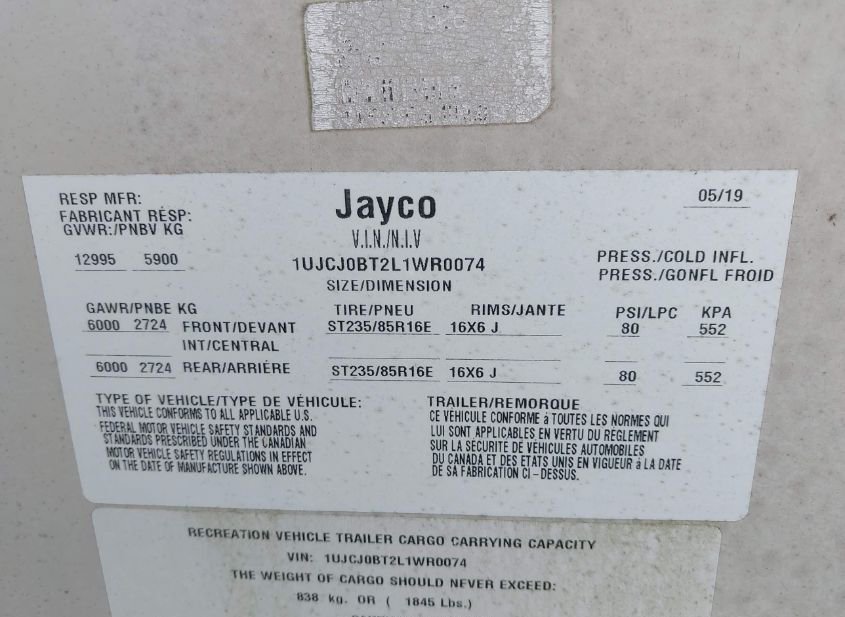 RESP MFR:
FABRICANT RESP:
GVWR:/PNBV KG
12995 5900
Jayco
05/19
V.I.N./N.I.V
1UJCJ0BT2L1WR0074
SIZE/DIMENSION
PRESS./COLD INFL.
PRESS./GONFL FROID
GAWR/PNBE KG TIRE/PNEU RIMS/JANTE PSI/LPC KPA
6000 2724 FRONT/DEVANT ST235/85R16E 16X6 J 80 552
INT/CENTRAL
6000 2724 REAR/ARRIÈRE ST235/85R16E 16X6 J 80 552
TYPE OF VEHICLE/TYPE DE VÉHICULE: TRAILER/REMORQUE
THIS VEHICLE CONFORMS TO ALL APPLICABLE U.S.
FEDERAL MOTOR VEHICLE SAFETY STANDARDS AND
STANDARDS PRESCRIBED UNDER THE CANADIAN
MOTOR VEHICLE SAFETY REGULATIONS IN EFFECT
ON THE DATE OF MANUFACTURE SHOWN ABOVE.
CE VÉHICULE CONFORME à TOUTES LES NORMES QUI
LUI SONT APPLICABLES EN VERTU DU RÈGLEMENT
SUR LA SÉCURITÉ DE VÉHICULES AUTOMOBILES
DU CANADA ET DES ÉTATS UNIS EN VIGUEUR à LA DATE
DE SA FABRICATION CI-DESSUS.
RECREATION VEHICLE TRAILER CARGO CARRYING CAPACITY
VIN: 1UJCJ0BT2L1WR0074
THE WEIGHT OF CARGO SHOULD NEVER EXCEED:
838 kg. OR ( 1845 Lbs.)